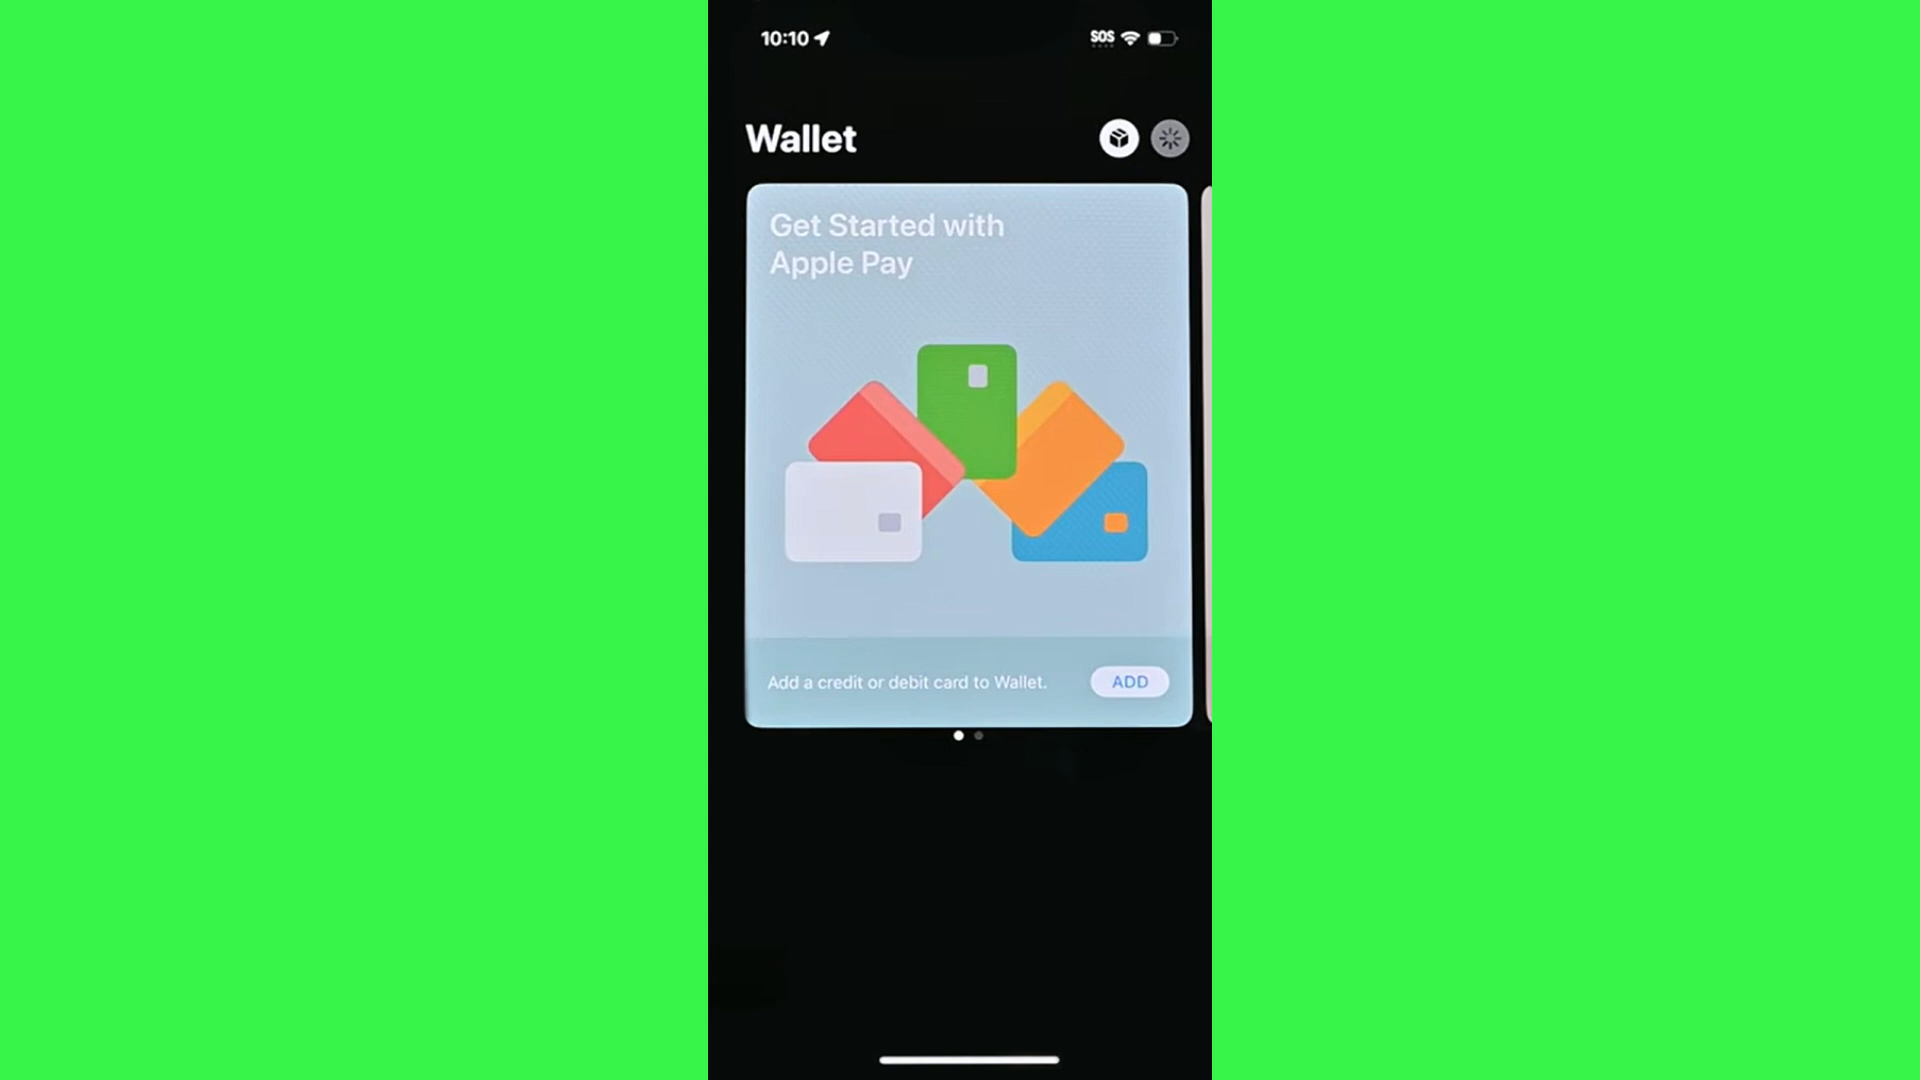 10:10
SOS
Wallet
Get Started with
Apple Pay
Add a credit or debit card to Wallet.
ADD